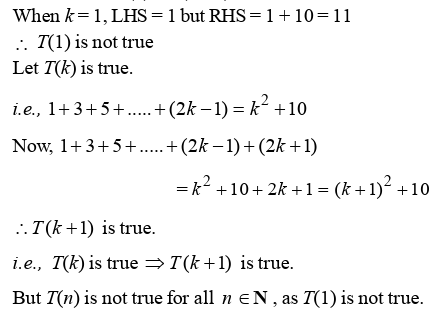 When k = 1, LHS = 1 but RHS = 1 + 10 = 11
∴ T(1) is not true
Let T(k) is true.
i.e., 1 + 3 + 5 + ..... + (2k − 1) = k² + 10
Now, 1 + 3 + 5 + ..... + (2k − 1) + (2k + 1)
= k² + 10 + 2k + 1 = (k + 1)² + 10
∴ T(k + 1) is true.
i.e., T(k) is true ⇒ T(k + 1) is true.
But T(n) is not true for all n ∈ N, as T(1) is not true.